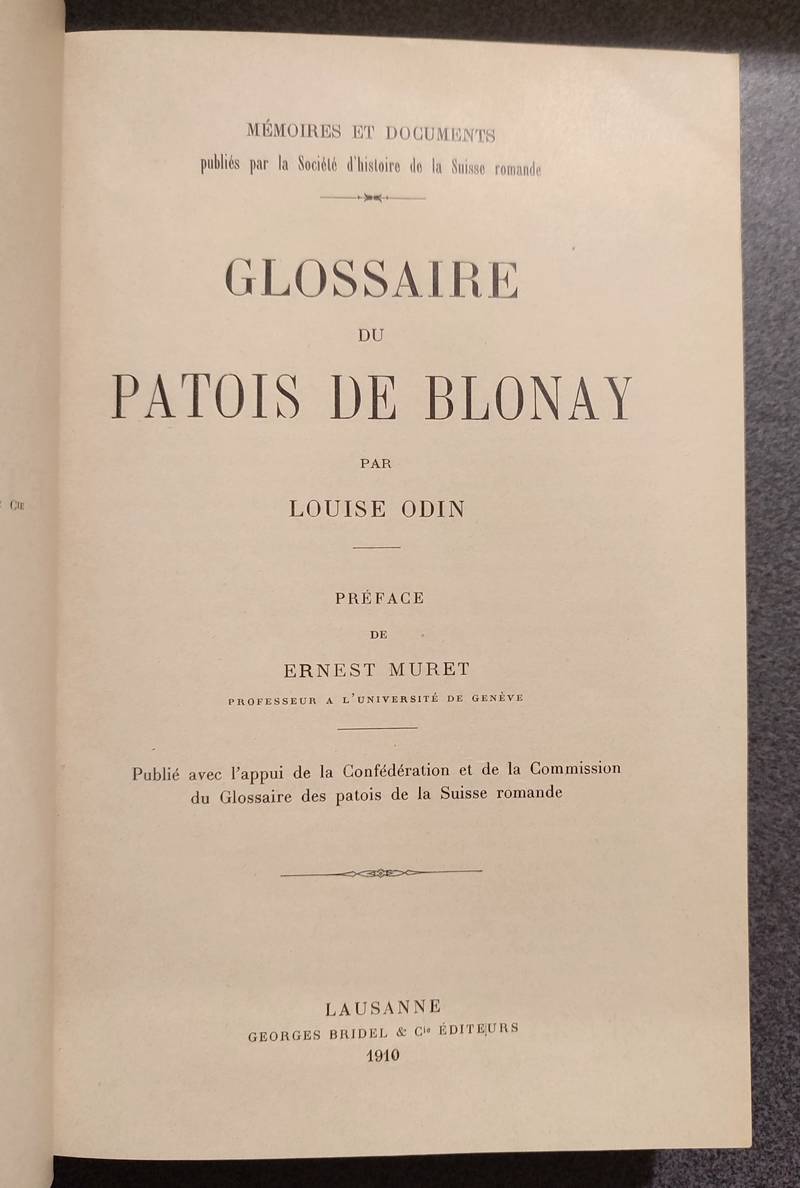 MÉMOIRES ET DOCUMENTS
publiés par la Société d'histoire de la Suisse romande
GLOSSAIRE
DU
PATOIS DE BLONAY
PAR
LOUISE ODIN
PRÉFACE
DE
ERNEST MURET
PROFESSEUR A L'UNIVERSITÉ DE GENÈVE
Publié avec l'appui de la Confédération et de la Commission
du Glossaire des patois de la Suisse romande
LAUSANNE
GEORGES BRIDEL & Cie ÉDITEURS
1910
Cie